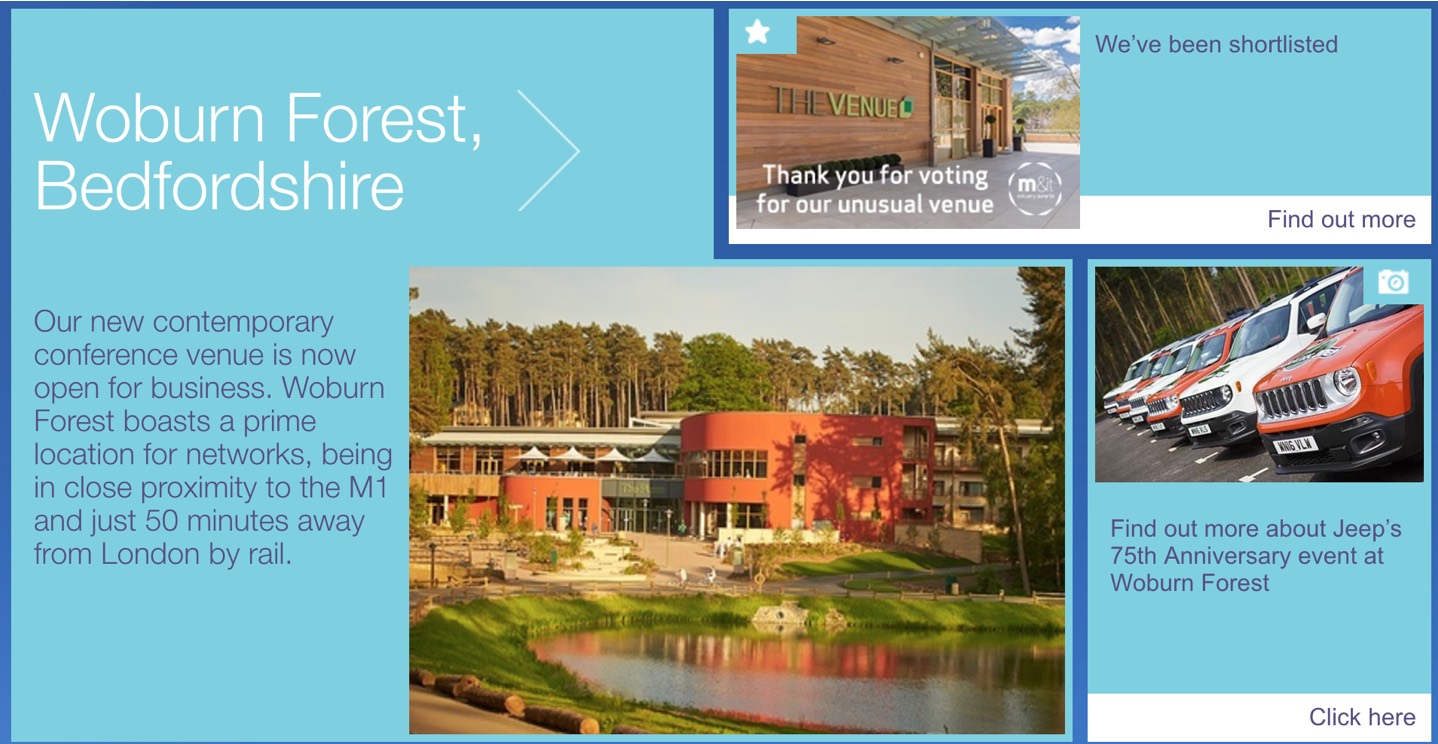 Woburn Forest,
Bedfordshire
Our new contemporary
conference venue is now
open for business. Woburn
Forest boasts a prime
location for networks, being
in close proximity to the M1
and just 50 minutes away
from London by rail.
THE VENUE
Thank you for voting
for our unusual venue
m&it
We’ve been shortlisted
Find out more
WN16 VLW
Find out more about Jeep’s
75th Anniversary event at
Woburn Forest
Click here